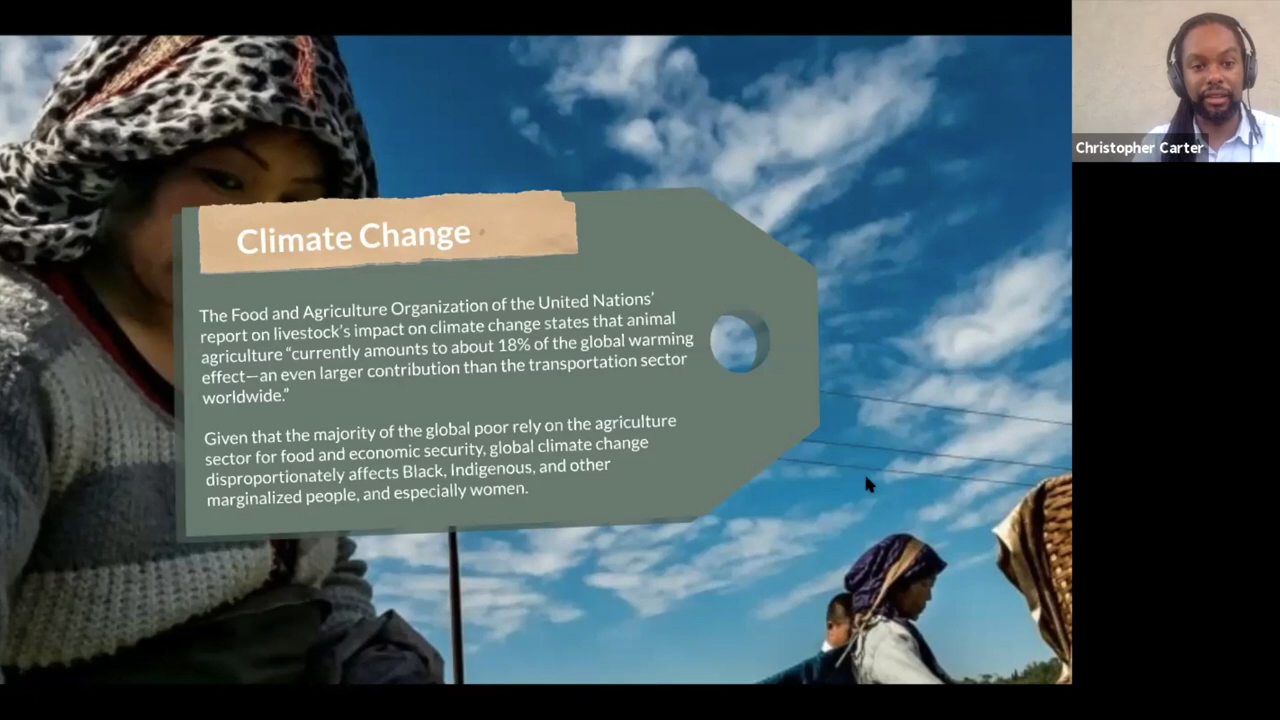 Climate Change
The Food and Agriculture Organization of the United Nations'
report on livestock's impact on climate change states that animal
agriculture “currently amounts to about 18% of the global warming
effect—an even larger contribution than the transportation sector
worldwide.”
Given that the majority of the global poor rely on the agriculture
sector for food and economic security, global climate change
disproportionately affects Black, Indigenous, and other
marginalized people, and especially women.
Christopher Carter